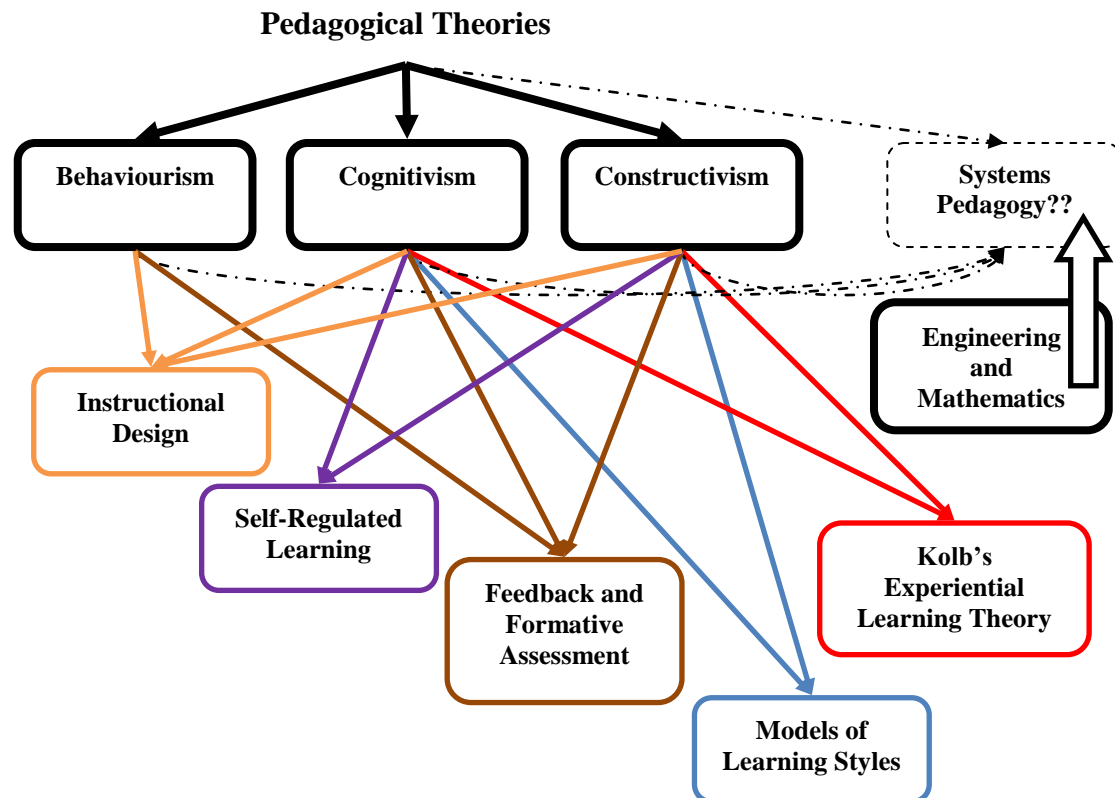 Pedagogical Theories
Behaviourism
Cognitivism
Constructivism
Systems
Pedagogy??
Engineering
and
Mathematics
Instructional
Design
Self-Regulated
Learning
Feedback and
Formative
Assessment
Kolb’s
Experiential
Learning Theory
Models of
Learning Styles